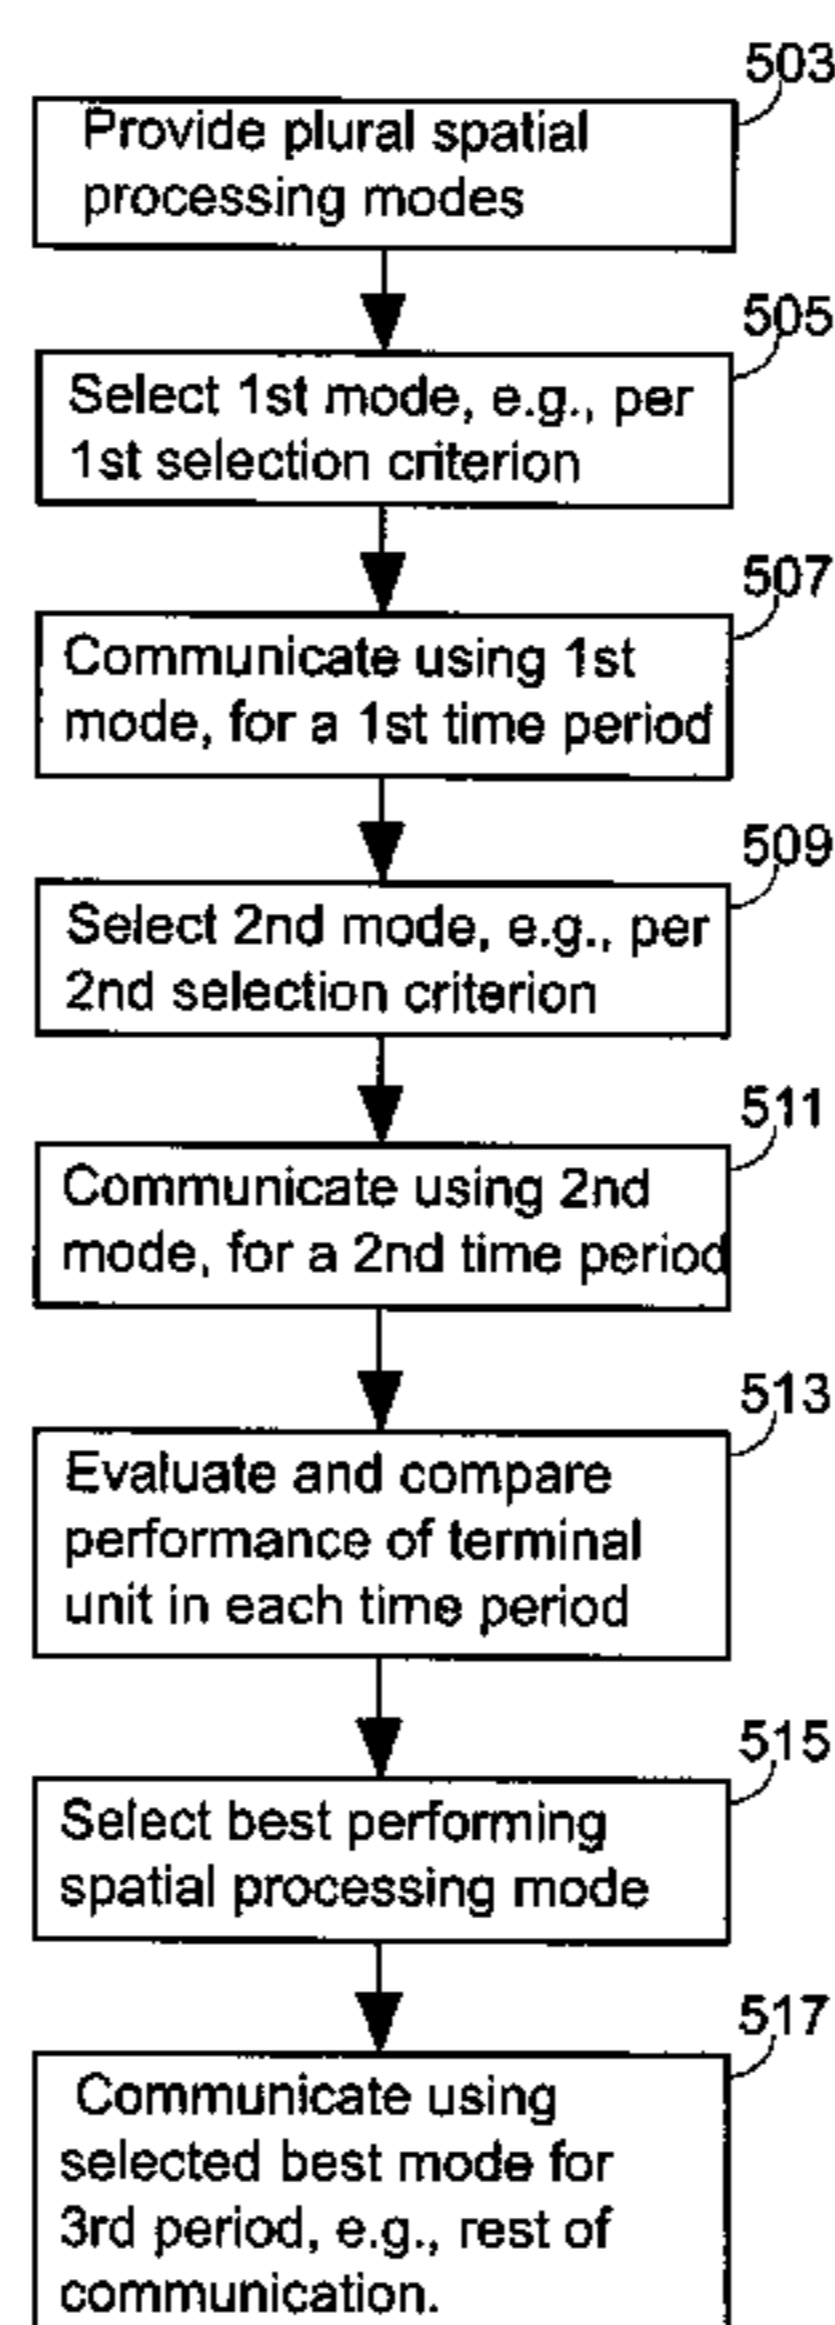 503
Provide plural spatial
processing modes
505
Select 1st mode, e.g., per
1st selection criterion
507
Communicate using 1st
mode, for a 1st time period
509
Select 2nd mode, e.g., per
2nd selection criterion
511
Communicate using 2nd
mode, for a 2nd time period
513
Evaluate and compare
performance of terminal
unit in each time period
515
Select best performing
spatial processing mode
517
Communicate using
selected best mode for
3rd period, e.g., rest of
communication.